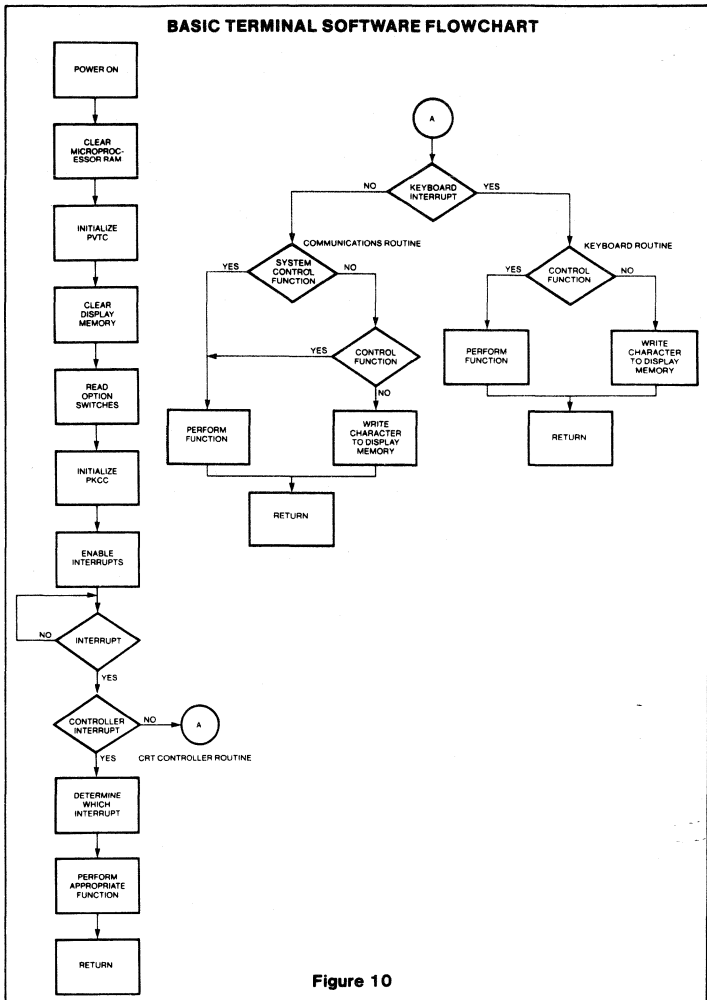 BASIC TERMINAL SOFTWARE FLOWCHART
POWER ON
CLEAR
MICROPROC-
ESSOR RAM
INITIALIZE
PVTC
CLEAR
DISPLAY
MEMORY
READ
OPTION
SWITCHES
INITIALIZE
PKCC
ENABLE
INTERRUPTS
NO
INTERRUPT
YES
CONTROLLER
INTERRUPT
NO
A
YES
CRT CONTROLLER ROUTINE
DETERMINE
WHICH
INTERRUPT
PERFORM
APPROPRIATE
FUNCTION
RETURN
A
NO
KEYBOARD
INTERRUPT
YES
COMMUNICATIONS ROUTINE
YES
SYSTEM
CONTROL
FUNCTION
NO
YES
CONTROL
FUNCTION
NO
PERFORM
FUNCTION
WRITE
CHARACTER
TO DISPLAY
MEMORY
RETURN
KEYBOARD ROUTINE
YES
CONTROL
FUNCTION
NO
PERFORM
FUNCTION
WRITE
CHARACTER
TO DISPLAY
MEMORY
RETURN
Figure 10